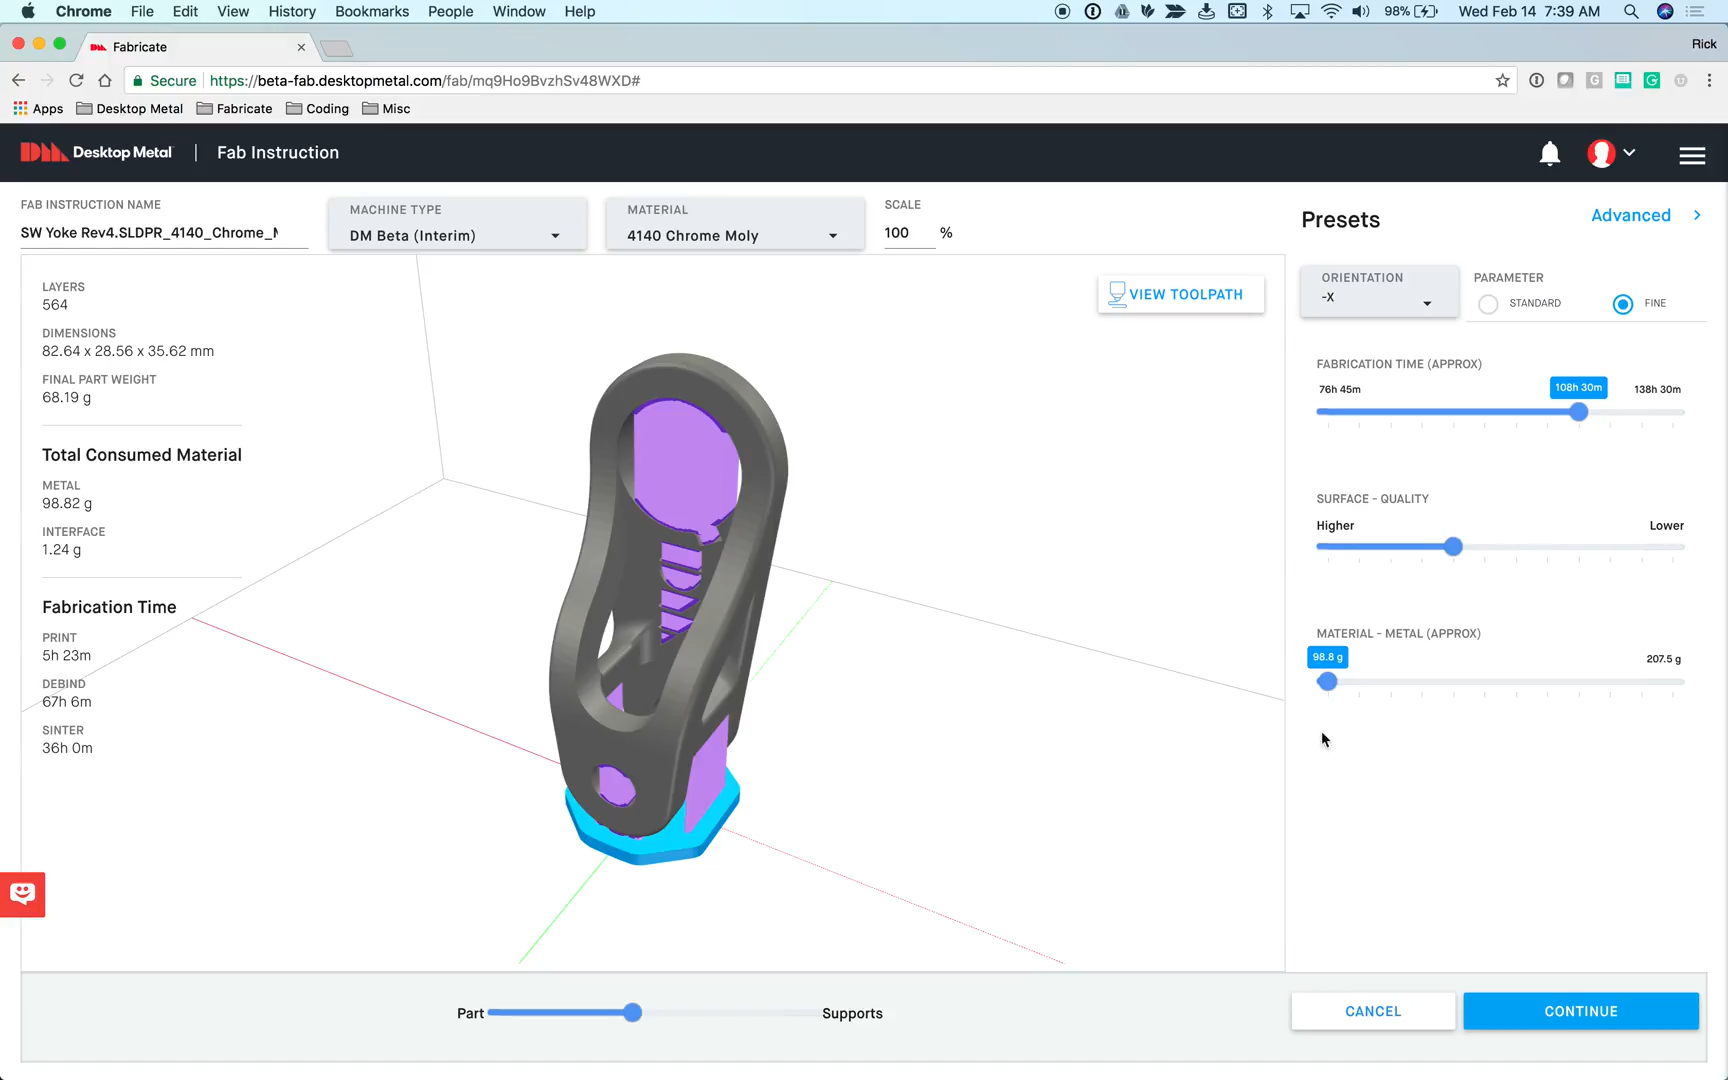 Chrome File Edit View History Bookmarks People Window Help 98% Wed Feb 14 7:39 AM
Fabricate Rick
Secure https://beta-fab.desktopmetal.com/fab/mq9Ho9BvzhSv48WXD#
Apps Desktop Metal Fabricate Coding Misc
Desktop Metal | Fab Instruction
FAB INSTRUCTION NAME
SW Yoke Rev4.SLDPR_4140_Chrome_M
MACHINE TYPE
DM Beta (Interim)
MATERIAL
4140 Chrome Moly
SCALE
100 %
LAYERS
564
DIMENSIONS
82.64 x 28.56 x 35.62 mm
FINAL PART WEIGHT
68.19 g
Total Consumed Material
METAL
98.82 g
INTERFACE
1.24 g
Fabrication Time
PRINT
5h 23m
DEBIND
67h 6m
SINTER
36h 0m
VIEW TOOLPATH
Presets
Advanced
ORIENTATION
-X
PARAMETER
STANDARD FINE
FABRICATION TIME (APPROX)
76h 45m 108h 30m 138h 30m
SURFACE - QUALITY
Higher Lower
MATERIAL - METAL (APPROX)
98.8 g 207.5 g
Part Supports
CANCEL CONTINUE